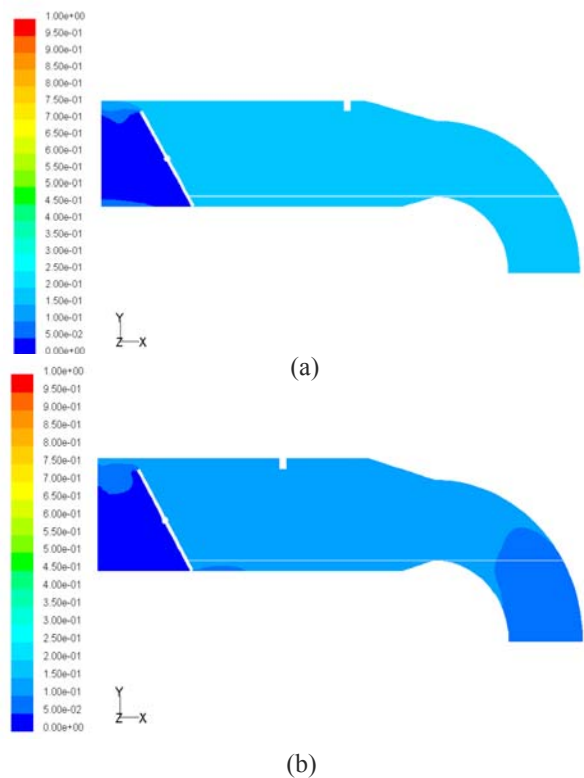 1.00e+00
9.50e-01
9.00e-01
8.50e-01
8.00e-01
7.50e-01
7.00e-01
6.50e-01
6.00e-01
5.50e-01
5.00e-01
4.50e-01
4.00e-01
3.50e-01
3.00e-01
2.50e-01
2.00e-01
1.50e-01
1.00e-01
5.00e-02
0.00e+00
Y
Z X
(a)
1.00e+00
9.50e-01
9.00e-01
8.50e-01
8.00e-01
7.50e-01
7.00e-01
6.50e-01
6.00e-01
5.50e-01
5.00e-01
4.50e-01
4.00e-01
3.50e-01
3.00e-01
2.50e-01
2.00e-01
1.50e-01
1.00e-01
5.00e-02
0.00e+00
Y
Z X
(b)